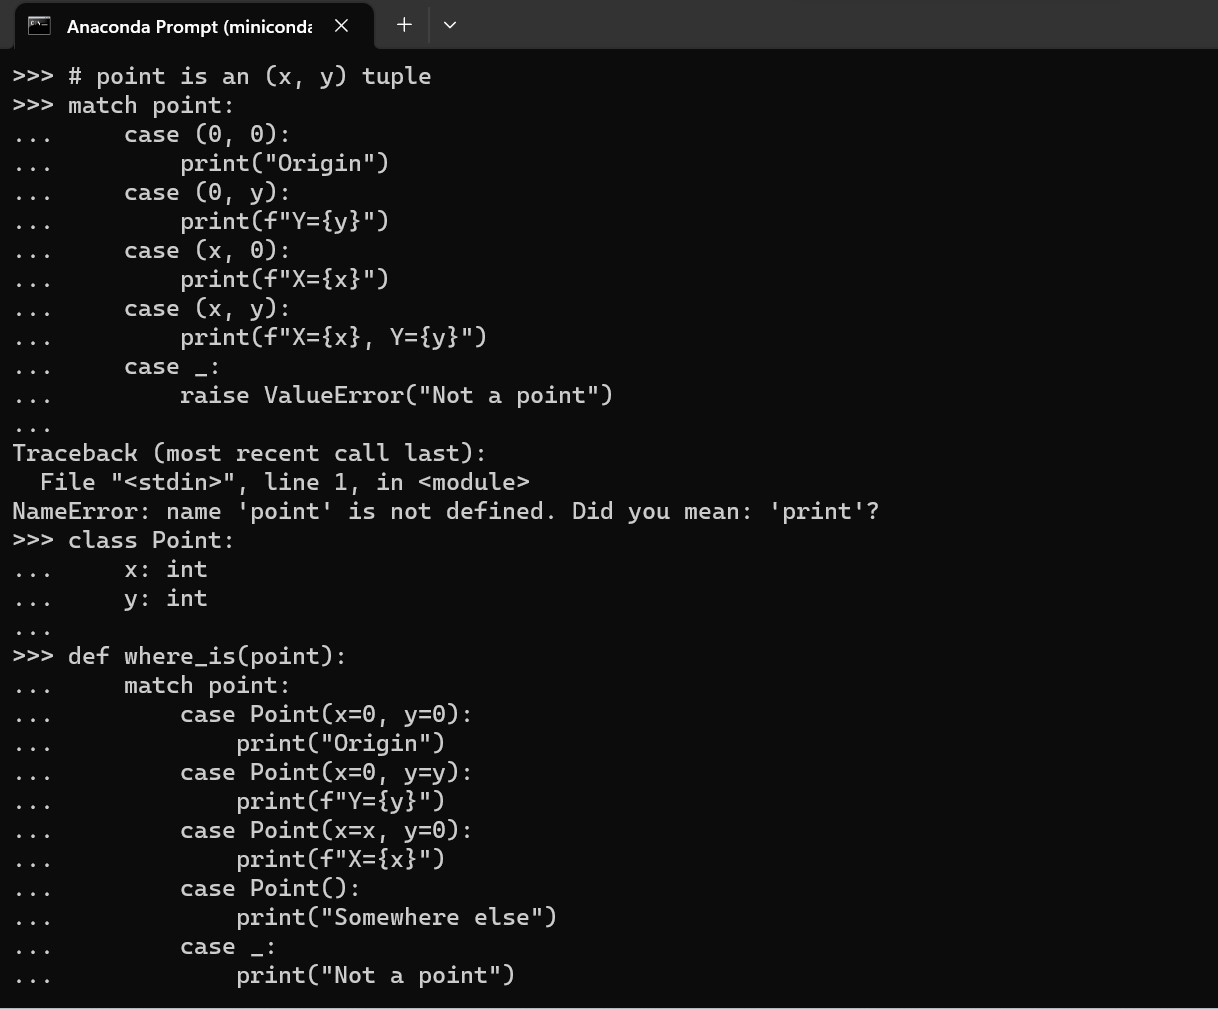 Anaconda Prompt (miniconda
>>> # point is an (x, y) tuple
>>> match point:
...     case (0, 0):
...         print("Origin")
...     case (0, y):
...         print(f"Y={y}")
...     case (x, 0):
...         print(f"X={x}")
...     case (x, y):
...         print(f"X={x}, Y={y}")
...     case _:
...         raise ValueError("Not a point")
...
Traceback (most recent call last):
  File "<stdin>", line 1, in <module>
NameError: name 'point' is not defined. Did you mean: 'print'?
>>> class Point:
...     x: int
...     y: int
...
>>> def where_is(point):
...     match point:
...         case Point(x=0, y=0):
...             print("Origin")
...         case Point(x=0, y=y):
...             print(f"Y={y}")
...         case Point(x=x, y=0):
...             print(f"X={x}")
...         case Point():
...             print("Somewhere else")
...         case _:
...             print("Not a point")